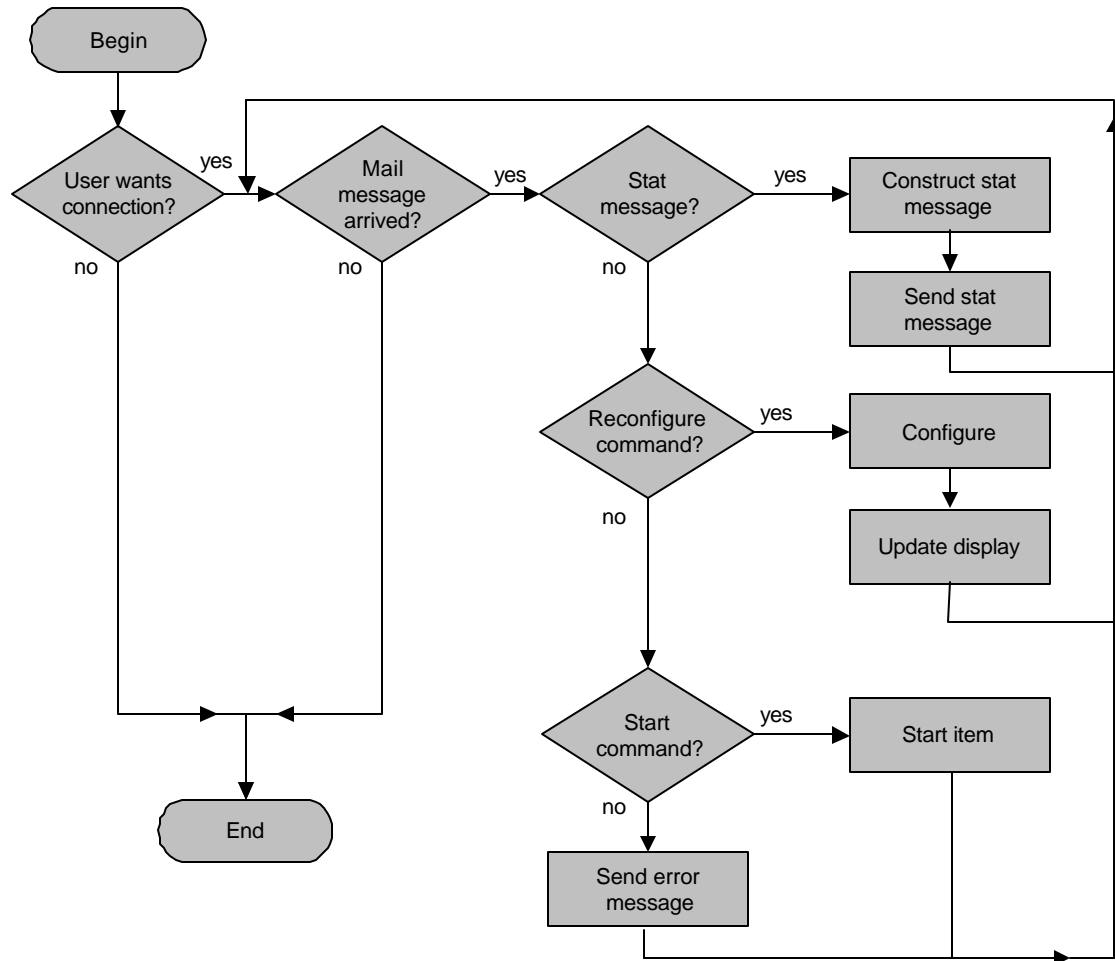 Begin
User wants
connection?
yes
no
Mail
message
arrived?
yes
no
Stat
message?
yes
no
Construct stat
message
Send stat
message
Reconfigure
command?
yes
no
Configure
Update display
Start
command?
yes
no
Start item
Send error
message
End